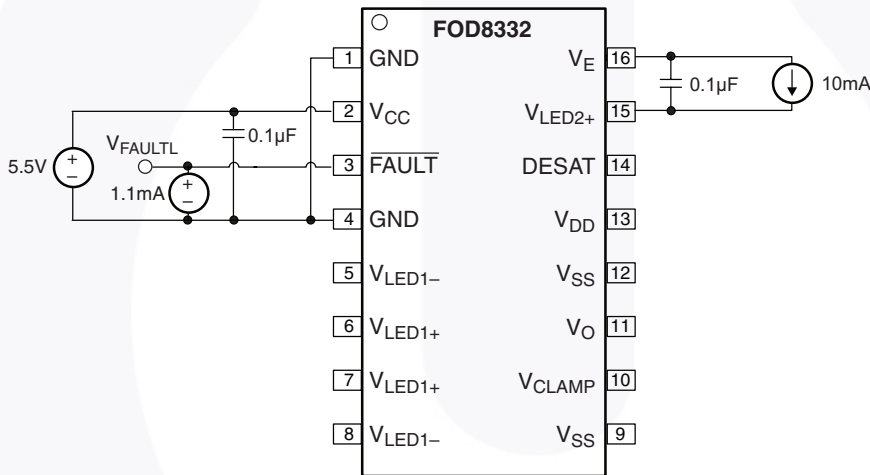 FOD8332
1 GND
V_E 16
0.1µF
10mA
2 V_CC
V_LED2+ 15
0.1µF
V_FAULTL
3 FAULT
DESAT 14
5.5V
+
–
+
–
1.1mA
4 GND
V_DD 13
5 V_LED1–
V_SS 12
6 V_LED1+
V_O 11
7 V_LED1+
V_CLAMP 10
8 V_LED1–
V_SS 9